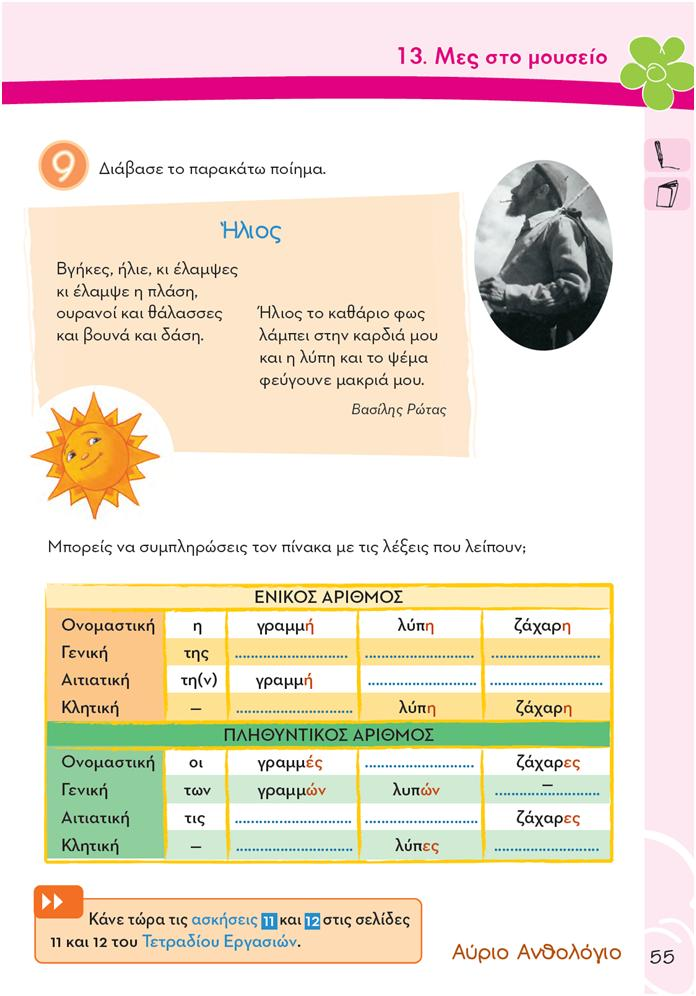 13. Μες στο μουσείο
9 Διάβασε το παρακάτω ποίημα.
Ήλιος
Βγήκες, ήλιε, κι έλαμψες
κι έλαμψε η πλάση,
ουρανοί και θάλασσες
και βουνά και δάση.
Ήλιος το καθάριο φως
λάμπει στην καρδιά μου
και η λύπη και το ψέμα
φεύγουνε μακριά μου.
Βασίλης Ρώτας
Μπορείς να συμπληρώσεις τον πίνακα με τις λέξεις που λείπουν;
ΕΝΙΚΟΣ ΑΡΙΘΜΟΣ
Ονομαστική η γραμμή λύπη ζάχαρη
Γενική της ............................. ........................... ...........................
Αιτιατική τη(ν) γραμμή ........................... ............................
Κλητική – ............................. λύπη ζάχαρη
ΠΛΗΘΥΝΤΙΚΟΣ ΑΡΙΘΜΟΣ
Ονομαστική οι γραμμές ........................... ζάχαρες
Γενική των γραμμών λυπών –
Αιτιατική τις ............................. ............................ ζάχαρες
Κλητική – ............................. λύπες ..........................
Κάνε τώρα τις ασκήσεις 11 και 12 στις σελίδες
11 και 12 του Τετραδίου Εργασιών.
Αύριο Ανθολόγιο
55